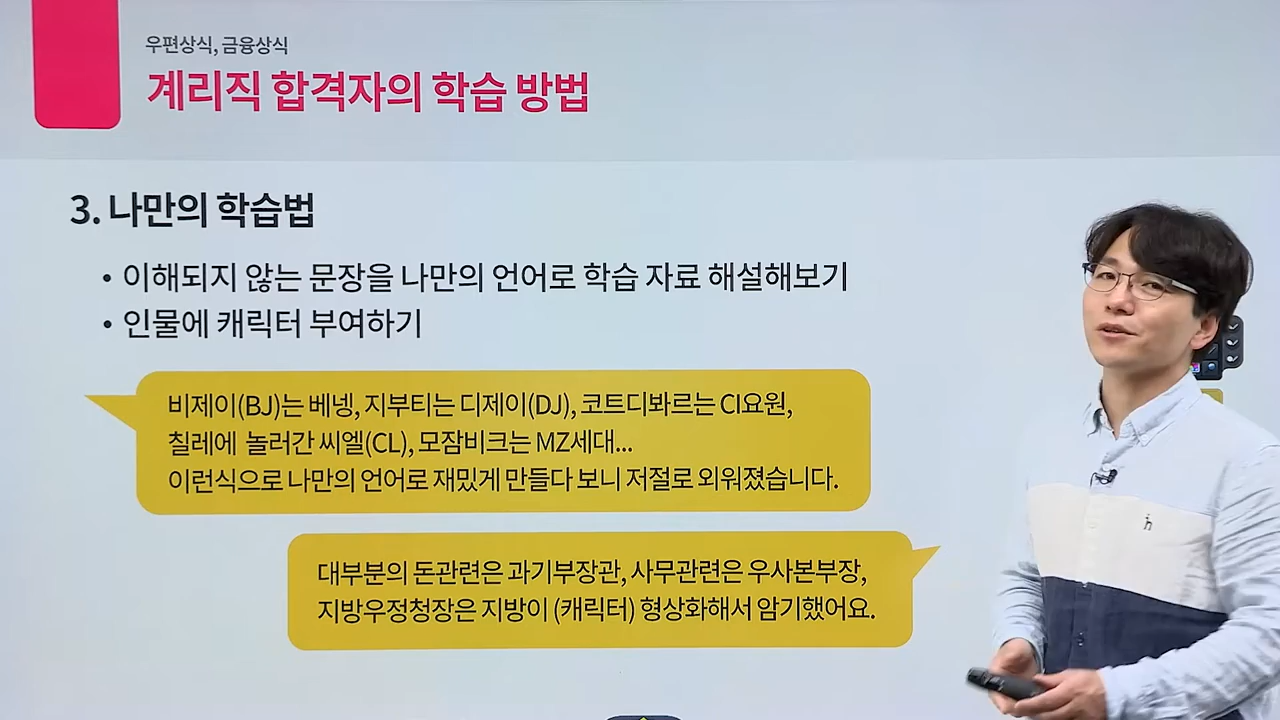 우편상식, 금융상식
계리직 합격자의 학습 방법
3. 나만의 학습법
• 이해되지 않는 문장을 나만의 언어로 학습 자료 해설해보기
• 인물에 캐릭터 부여하기
비제이(BJ)는 베넹, 지부티는 디제이(DJ), 코트디봐르는 CI요원,
칠레에 놀러간 씨엘(CL), 모잠비크는 MZ세대...
이런식으로 나만의 언어로 재밌게 만들다 보니 저절로 외워졌습니다.
대부분의 돈관련은 과기부장관, 사무관련은 우사본부장,
지방우정청장은 지방이 (캐릭터) 형상화해서 암기했어요.
h